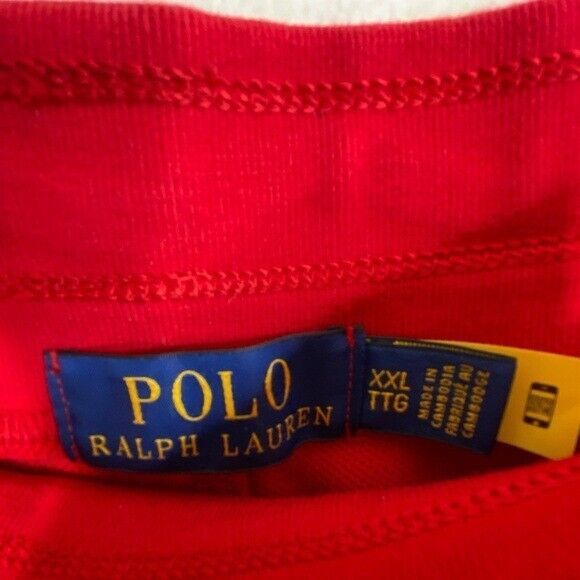 POLO
RALPH LAUREN
XXL
TTG
MADE IN
CAMBODIA
FABRIQUÉ AU
CAMBODGE